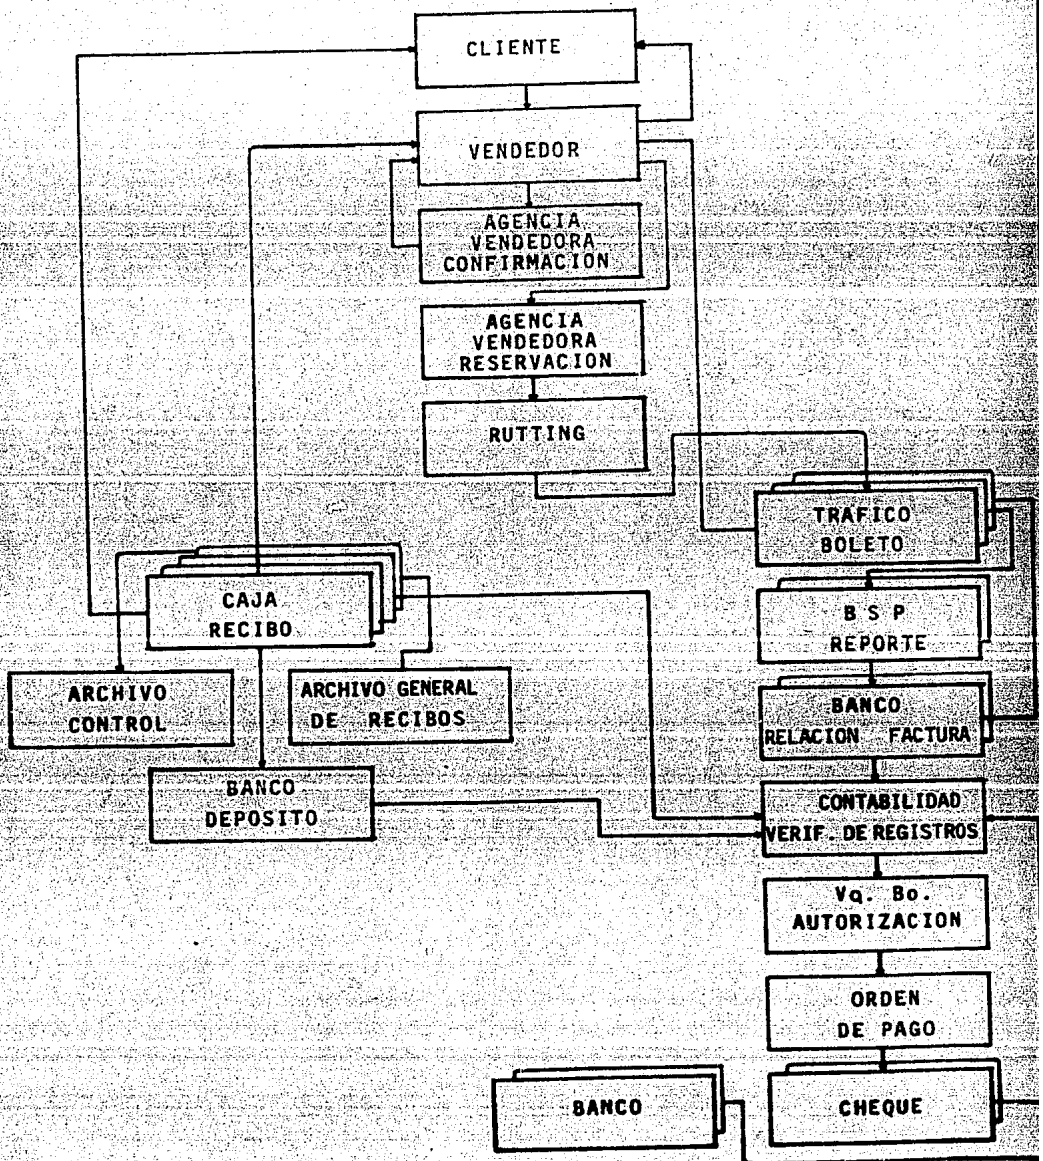 CLIENTE
VENDEDOR
AGENCIA
VENDEDORA
CONFIRMACION
AGENCIA
VENDEDORA
RESERVACION
RUTTING
TRAFICO
BOLETO
CAJA
RECIBO
B S P
REPORTE
ARCHIVO
CONTROL
ARCHIVO GENERAL
DE RECIBOS
BANCO
RELACION FACTURA
BANCO
DEPOSITO
CONTABILIDAD
VERIF. DE REGISTROS
Vq. Bo.
AUTORIZACION
ORDEN
DE PAGO
BANCO
CHEQUE